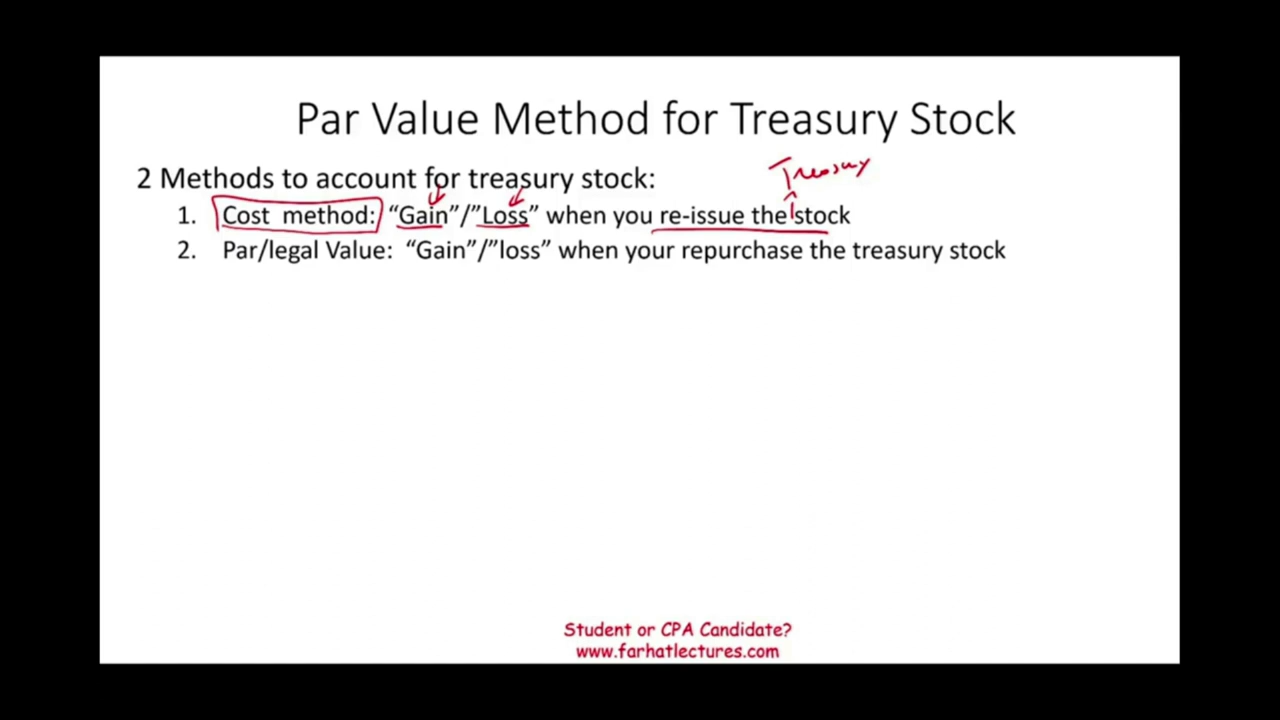 Par Value Method for Treasury Stock
2 Methods to account for treasury stock:
Treasury
1. Cost method: “Gain”/”Loss” when you re-issue the stock
2. Par/legal Value: “Gain”/”loss” when your repurchase the treasury stock
Student or CPA Candidate?
www.farhatlectures.com